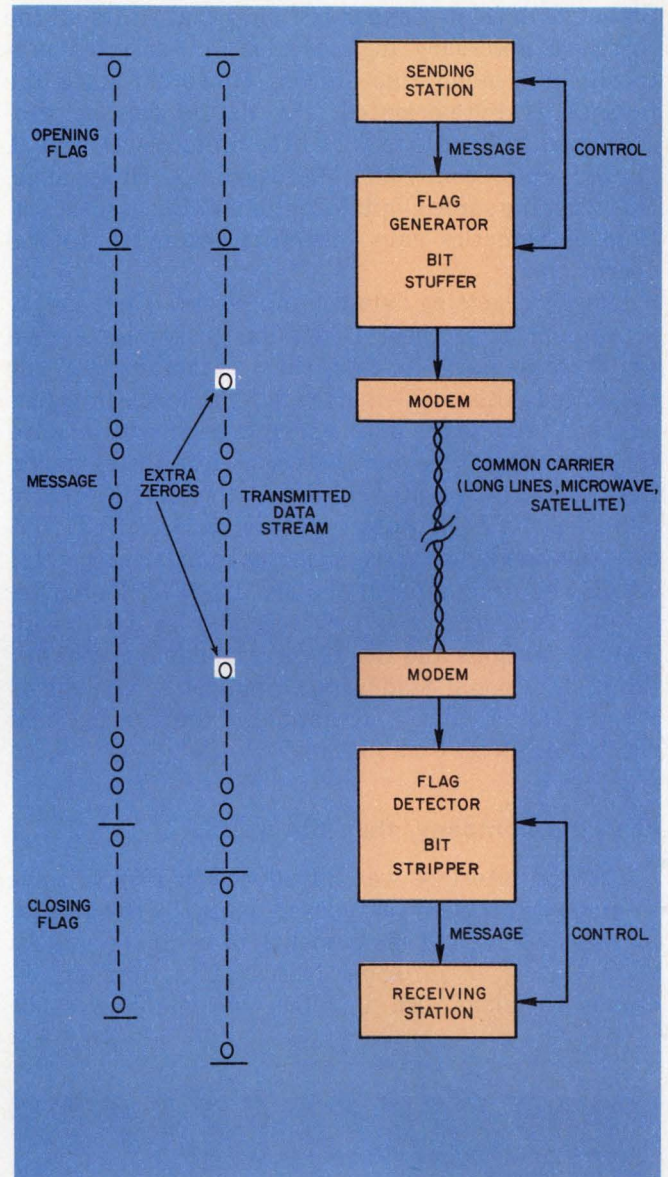 SENDING
STATION
OPENING
FLAG
MESSAGE
CONTROL
FLAG
GENERATOR
BIT
STUFFER
MODEM
MESSAGE
EXTRA
ZEROES
TRANSMITTED
DATA
STREAM
COMMON CARRIER
(LONG LINES, MICROWAVE,
SATELLITE)
MODEM
FLAG
DETECTOR
BIT
STRIPPER
CLOSING
FLAG
MESSAGE
CONTROL
RECEIVING
STATION